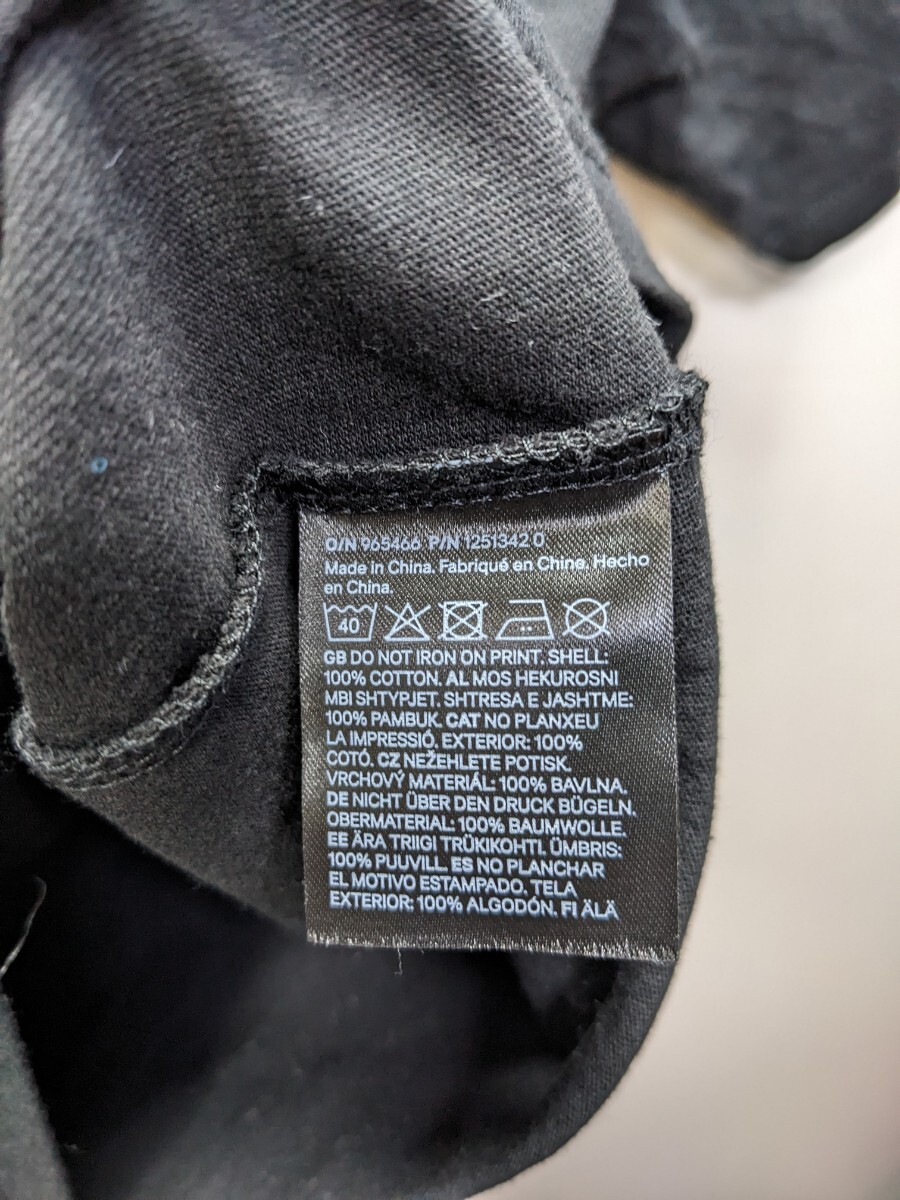 O/N 965466 P/N 1251342 0
Made in China. Fabriqué en Chine. Hecho
en China.
40
GB DO NOT IRON ON PRINT. SHELL:
100% COTTON. AL MOS HEKUROSNI
MBI SHTYPJET. SHTRESA E JASHTME:
100% PAMBUK. CAT NO PLANXEU
LA IMPRESSIÓ. EXTERIOR: 100%
COTÓ. CZ NEŽEHLETE POTISK.
VRCHOVÝ MATERIÁL: 100% BAVLNA.
DE NICHT ÜBER DEN DRUCK BÜGELN.
OBERMATERIAL: 100% BAUMWOLLE.
EE ÄRA TRIIGI TRÜKIKOHTI. ÜMBRIS:
100% PUUVILL. ES NO PLANCHAR
EL MOTIVO ESTAMPADO. TELA
EXTERIOR: 100% ALGODÓN. FI ÄLÄ